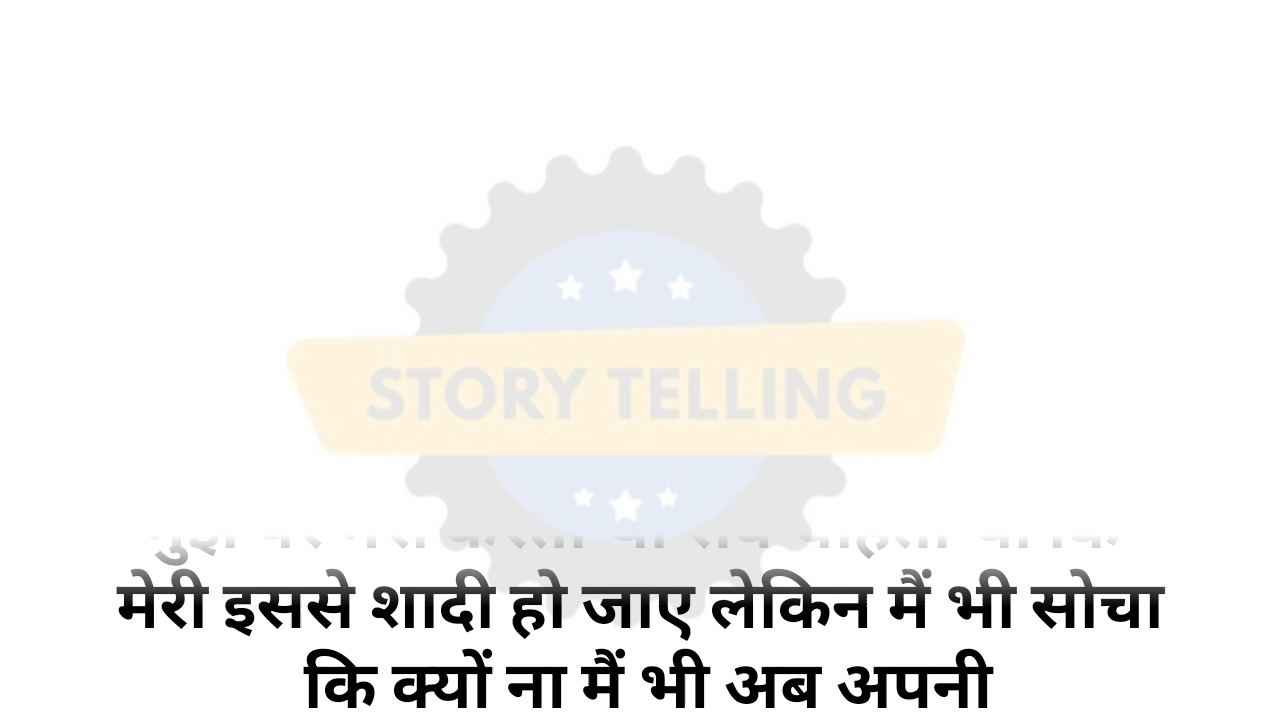 STORY TELLING
मेरी इससे शादी हो जाए लेकिन मैं भी सोचा
कि क्यों ना मैं भी अब अपनी